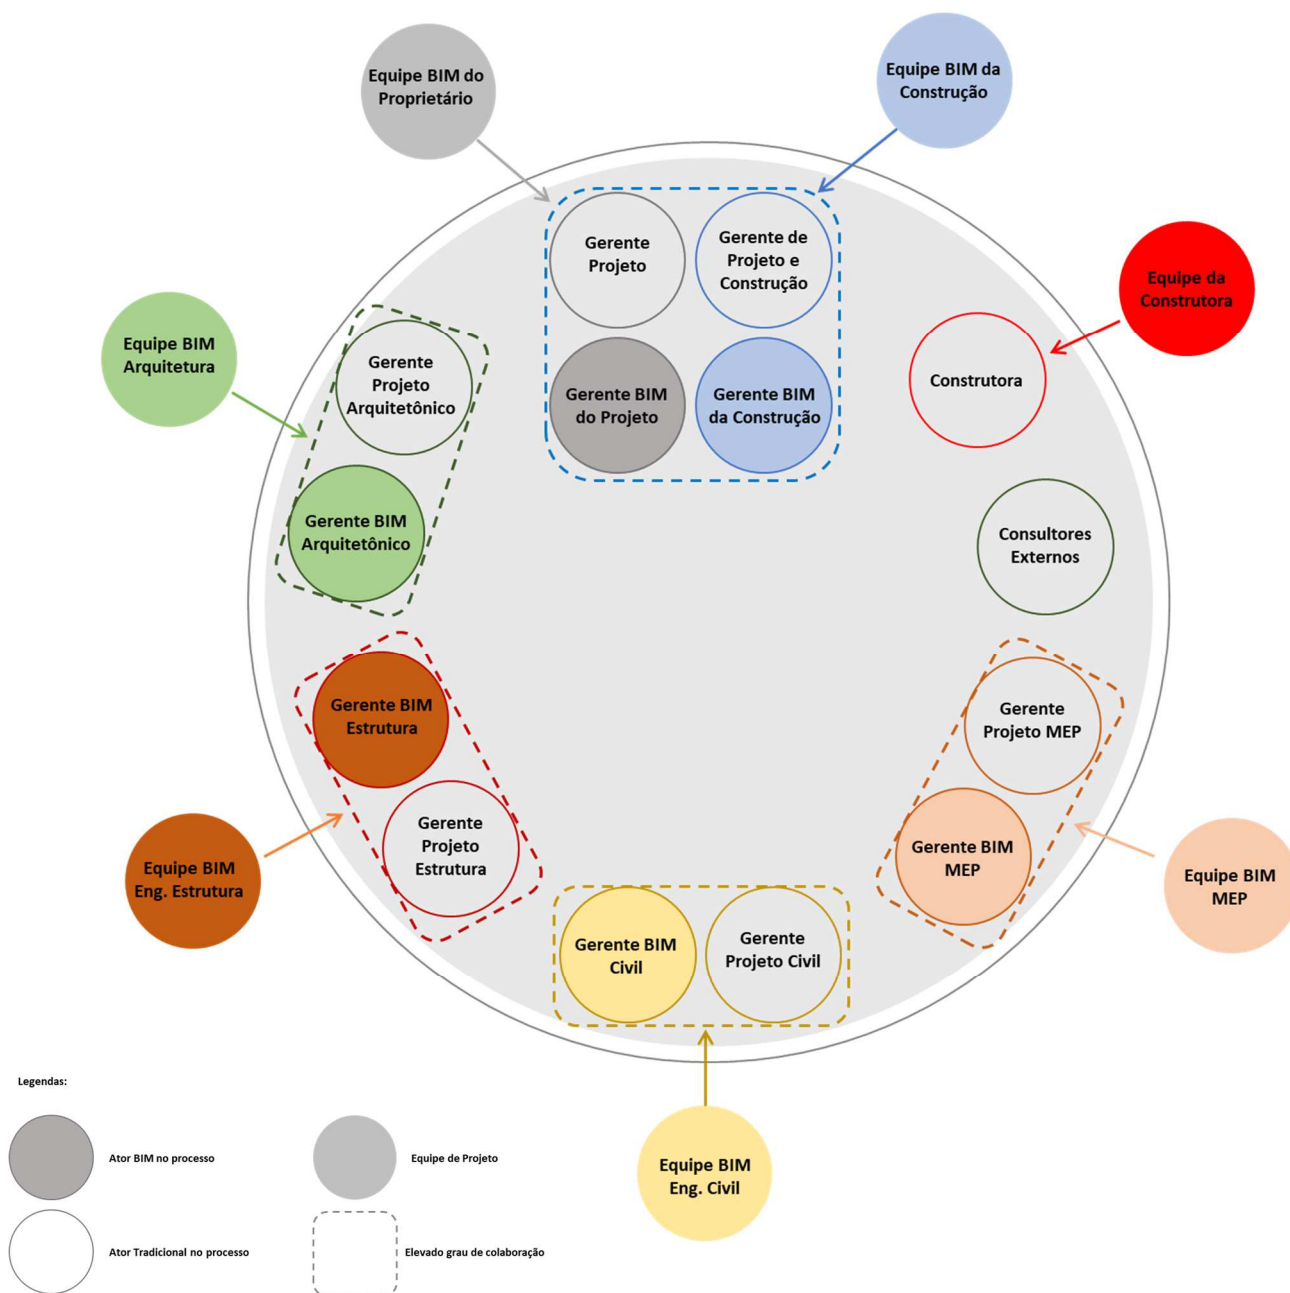 Equipe BIM do
Proprietário
Equipe BIM da
Construção
Gerente
Projeto
Gerente de
Projeto e
Construção
Equipe da
Construtora
Equipe BIM
Arquitetura
Gerente
Projeto
Arquitetônico
Gerente BIM
do Projeto
Gerente BIM
da Construção
Construtora
Gerente BIM
Arquitetônico
Consultores
Externos
Gerente BIM
Estrutura
Gerente
Projeto MEP
Gerente
Projeto
Estrutura
Gerente BIM
MEP
Equipe BIM
Eng. Estrutura
Equipe BIM
MEP
Gerente BIM
Civil
Gerente
Projeto Civil
Equipe BIM
Eng. Civil
Legendas:
Ator BIM no processo
Equipe de Projeto
Ator Tradicional no processo
Elevado grau de colaboração